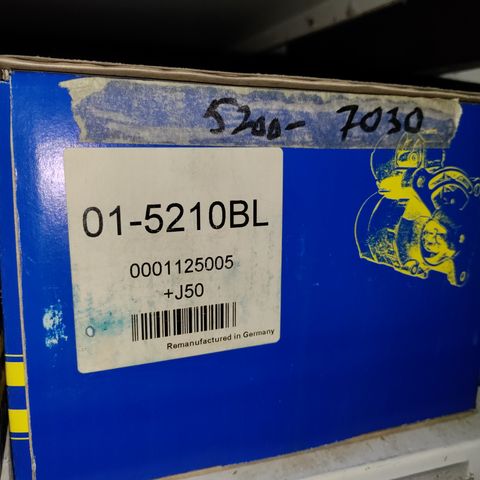 5200- 7030
01-5210BL
0001125005
+J50
Remanufactured in Germany